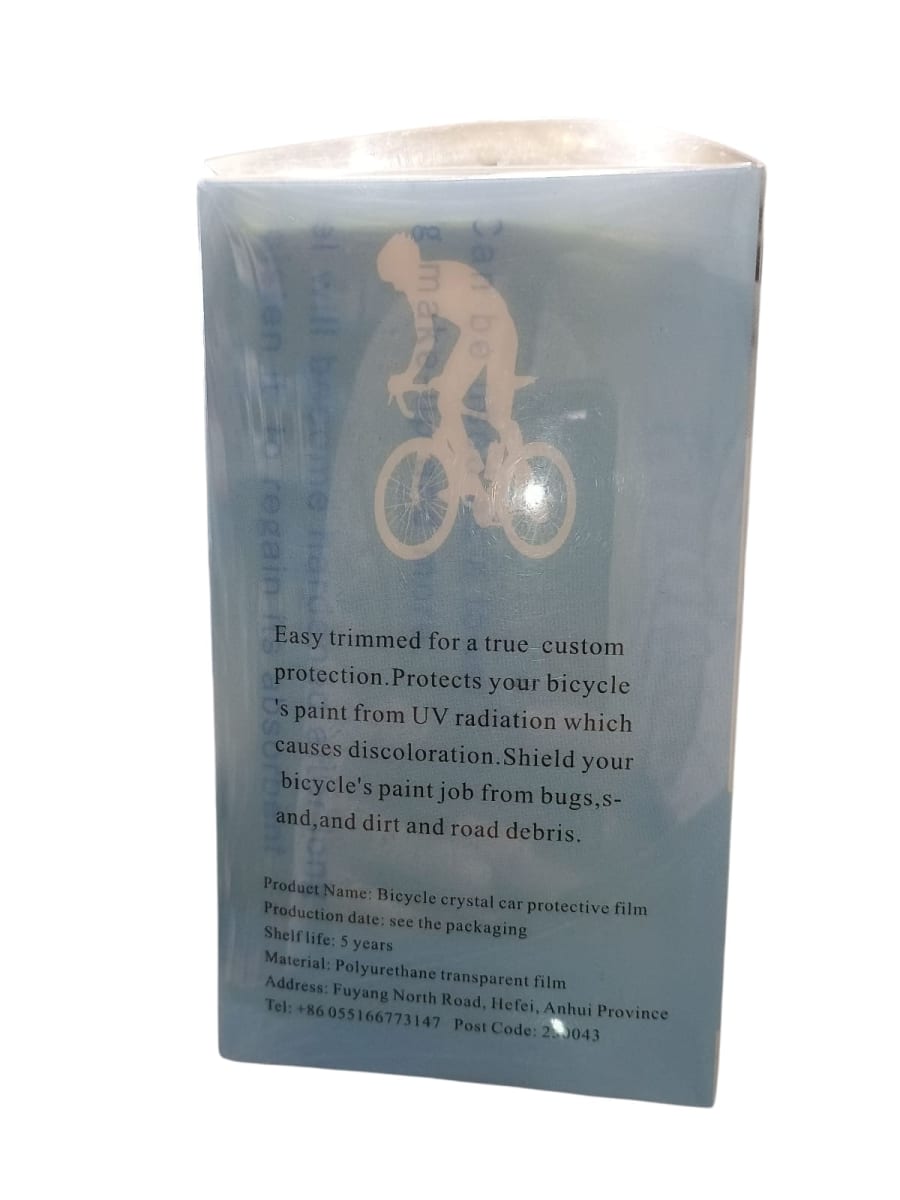 Easy trimmed for a true-custom
protection.Protects your bicycle
's paint from UV radiation which
causes discoloration.Shield your
bicycle's paint job from bugs,s-
and,and dirt and road debris.
Product Name: Bicycle crystal car protective film
Production date: see the packaging
Shelf life: 5 years
Material: Polyurethane transparent film
Address: Fuyang North Road, Hefei, Anhui Province
Tel: +86 055166773147 Post Code: